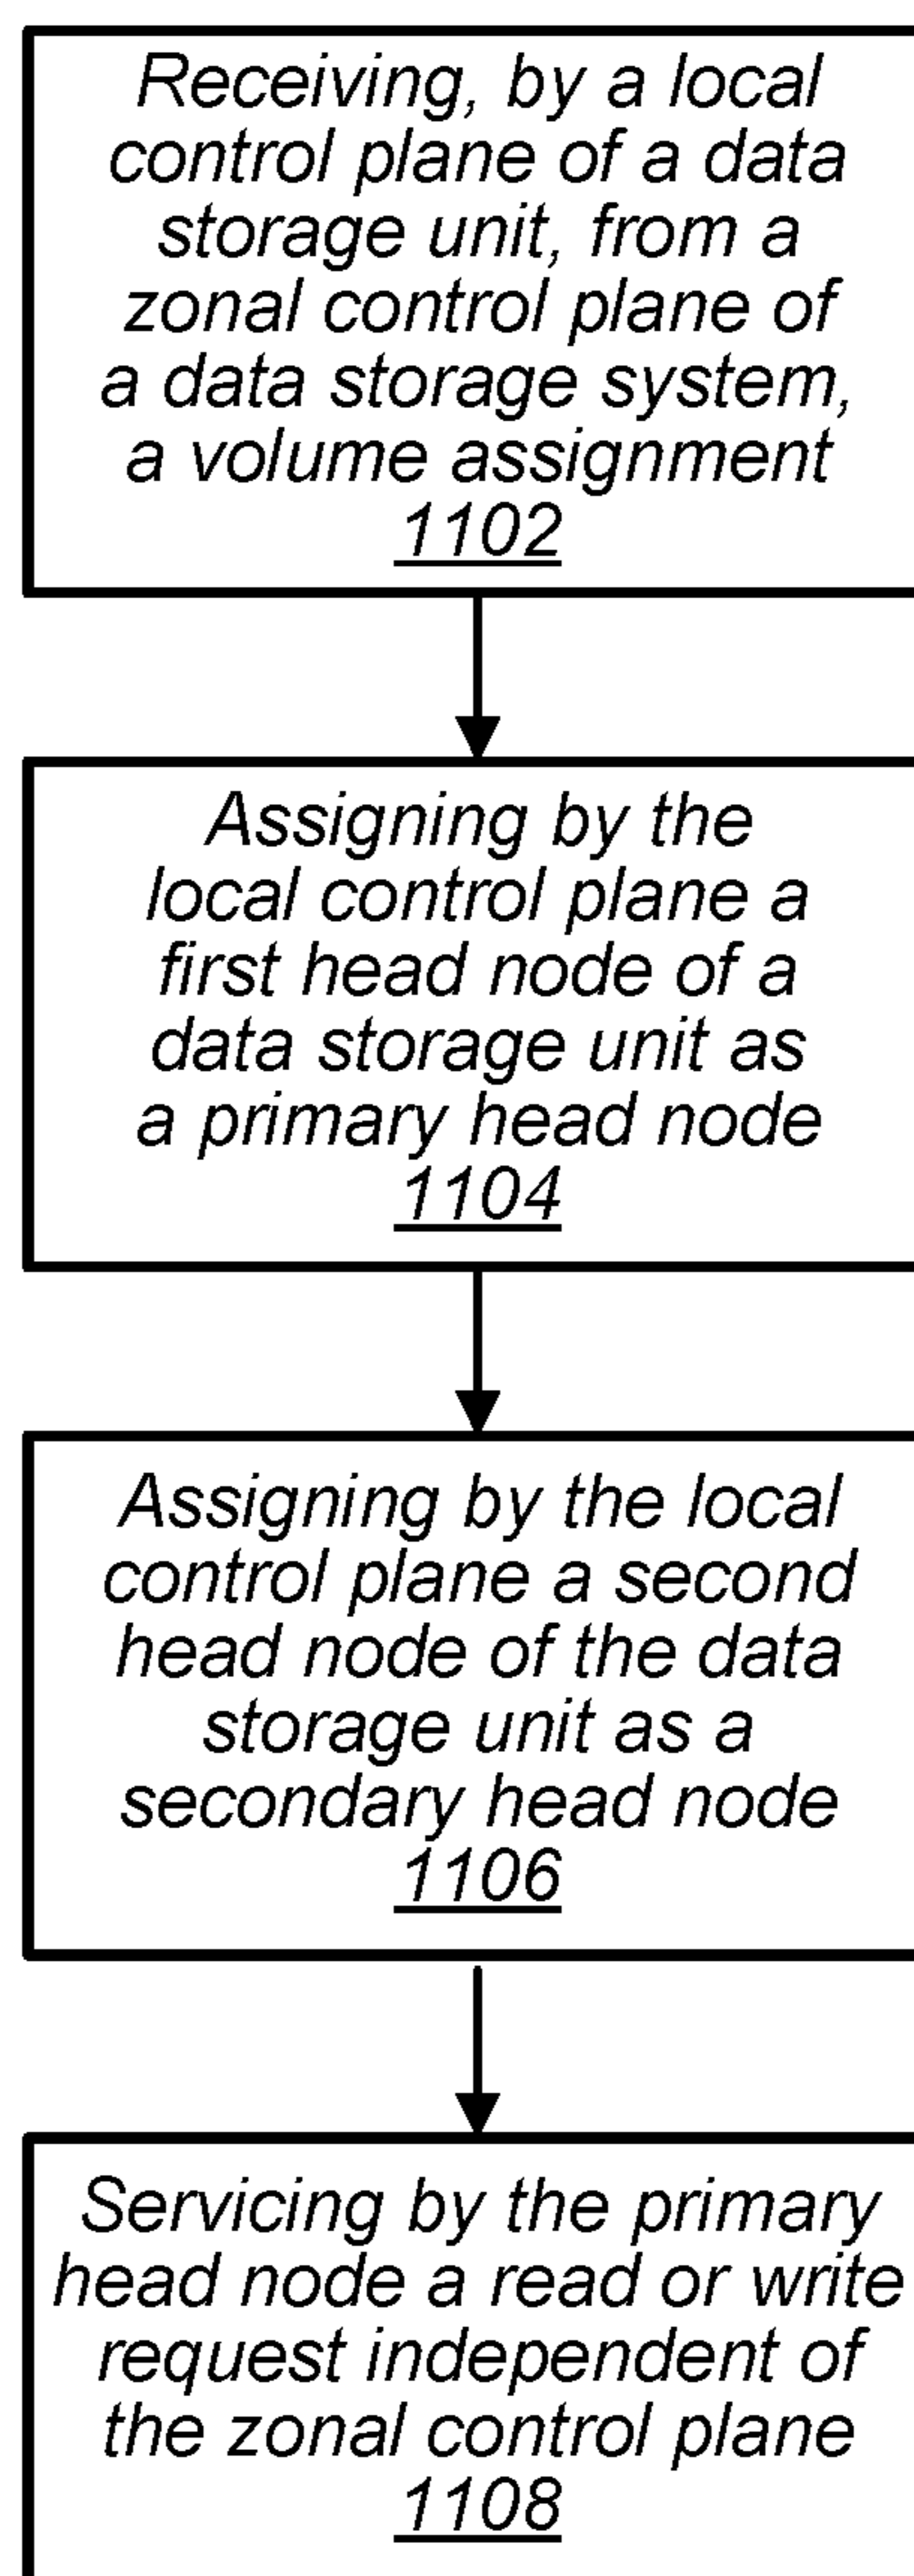 Receiving, by a local
control plane of a data
storage unit, from a
zonal control plane of
a data storage system,
a volume assignment
1102
Assigning by the
local control plane a
first head node of a
data storage unit as
a primary head node
1104
Assigning by the local
control plane a second
head node of the data
storage unit as a
secondary head node
1106
Servicing by the primary
head node a read or write
request independent of
the zonal control plane
1108